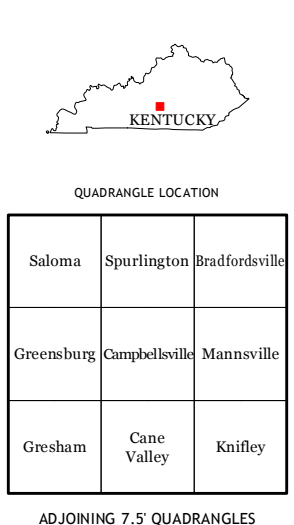 KENTUCKY
QUADRANGLE LOCATION
Saloma Spurlington Bradfordsville
Greensburg Campbellsville Mannsville
Gresham Cane Valley Knifley
ADJOINING 7.5' QUADRANGLES